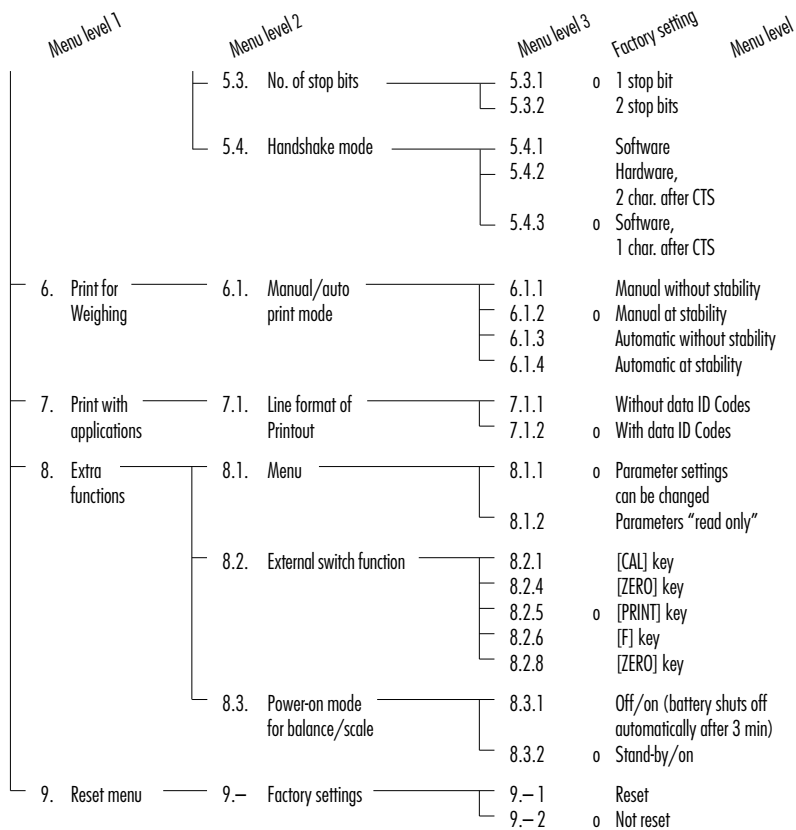 Menu level 1 Menu level 2 Menu level 3 Factory setting Menu level
5.3. No. of stop bits 5.3.1 o 1 stop bit
5.3.2 2 stop bits
5.4. Handshake mode 5.4.1 Software
5.4.2 Hardware,
2 char. after CTS
5.4.3 o Software,
1 char. after CTS
6. Print for 6.1. Manual/auto 6.1.1 Manual without stability
Weighing print mode 6.1.2 o Manual at stability
6.1.3 Automatic without stability
6.1.4 Automatic at stability
7. Print with 7.1. Line format of 7.1.1 Without data ID Codes
applications Printout 7.1.2 o With data ID Codes
8. Extra 8.1. Menu 8.1.1 o Parameter settings
functions can be changed
8.1.2 Parameters “read only”
8.2. External switch function 8.2.1 [CAL] key
8.2.4 [ZERO] key
8.2.5 o [PRINT] key
8.2.6 [F] key
8.2.8 [ZERO] key
8.3. Power-on mode 8.3.1 Off/on (battery shuts off
for balance/scale automatically after 3 min)
8.3.2 o Stand-by/on
9. Reset menu 9.– Factory settings 9.– 1 Reset
9.– 2 o Not reset